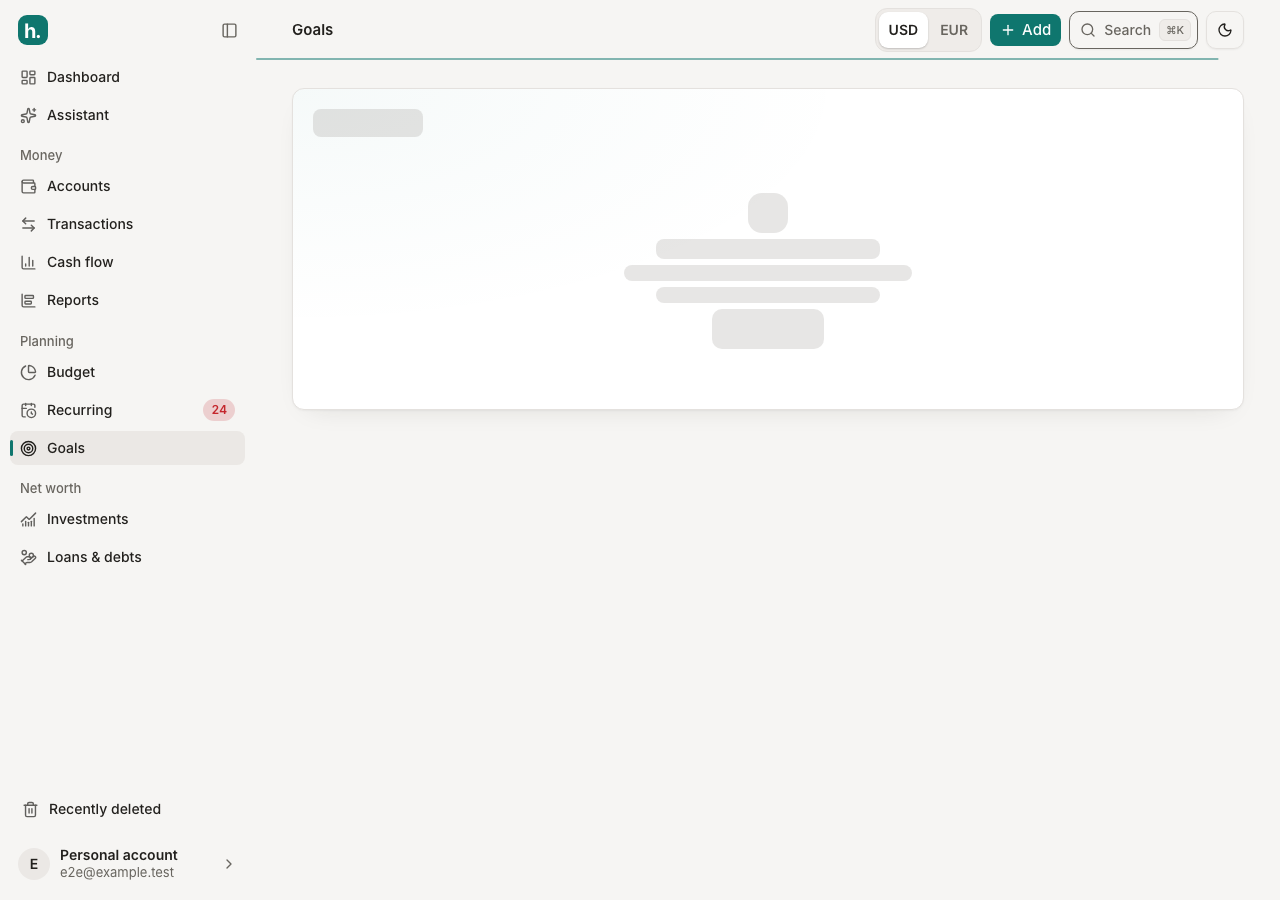 h.
Dashboard
Assistant
Money
Accounts
Transactions
Cash flow
Reports
Planning
Budget
Recurring 24
Goals
Net worth
Investments
Loans & debts
Recently deleted
E
Personal account
e2e@example.test
Goals
USD EUR
Add
Search ⌘K